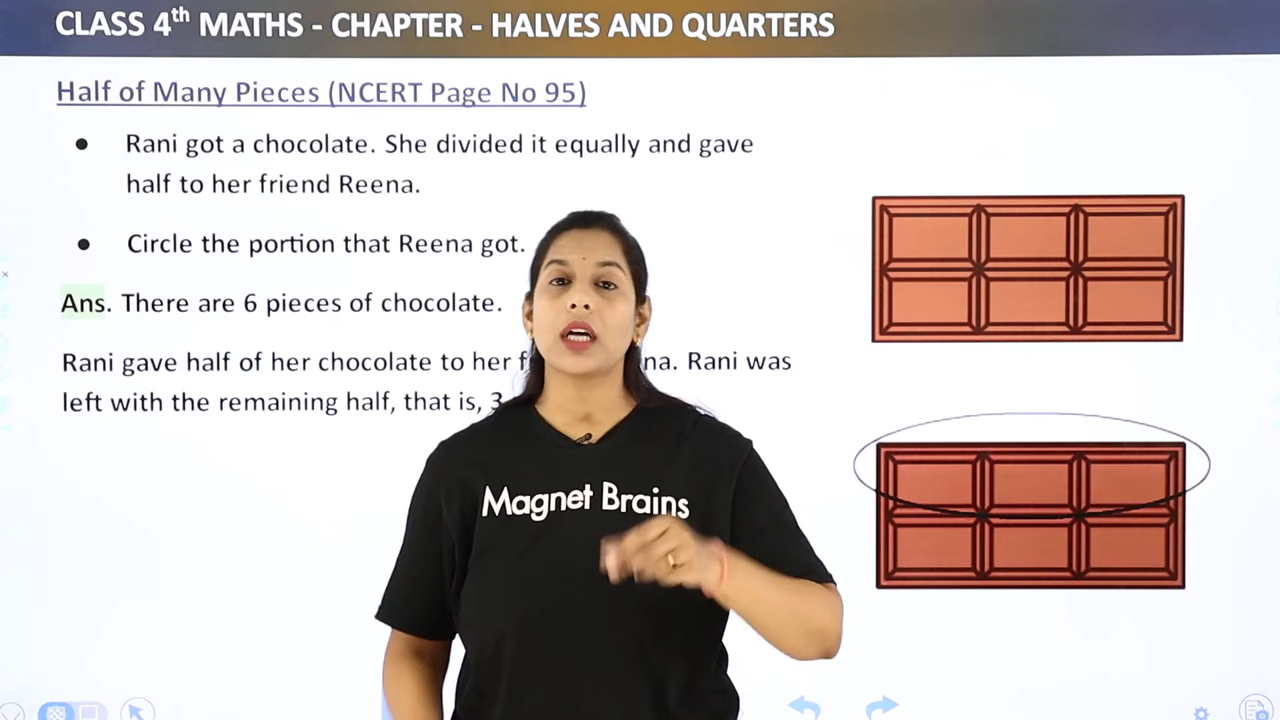 CLASS 4th MATHS - CHAPTER - HALVES AND QUARTERS
Half of Many Pieces (NCERT Page No 95)
● Rani got a chocolate. She divided it equally and gave
half to her friend Reena.
● Circle the portion that Reena got.
Ans. There are 6 pieces of chocolate.
Rani gave half of her chocolate to her f na. Rani was
left with the remaining half, that is, 3
Magnet Brains